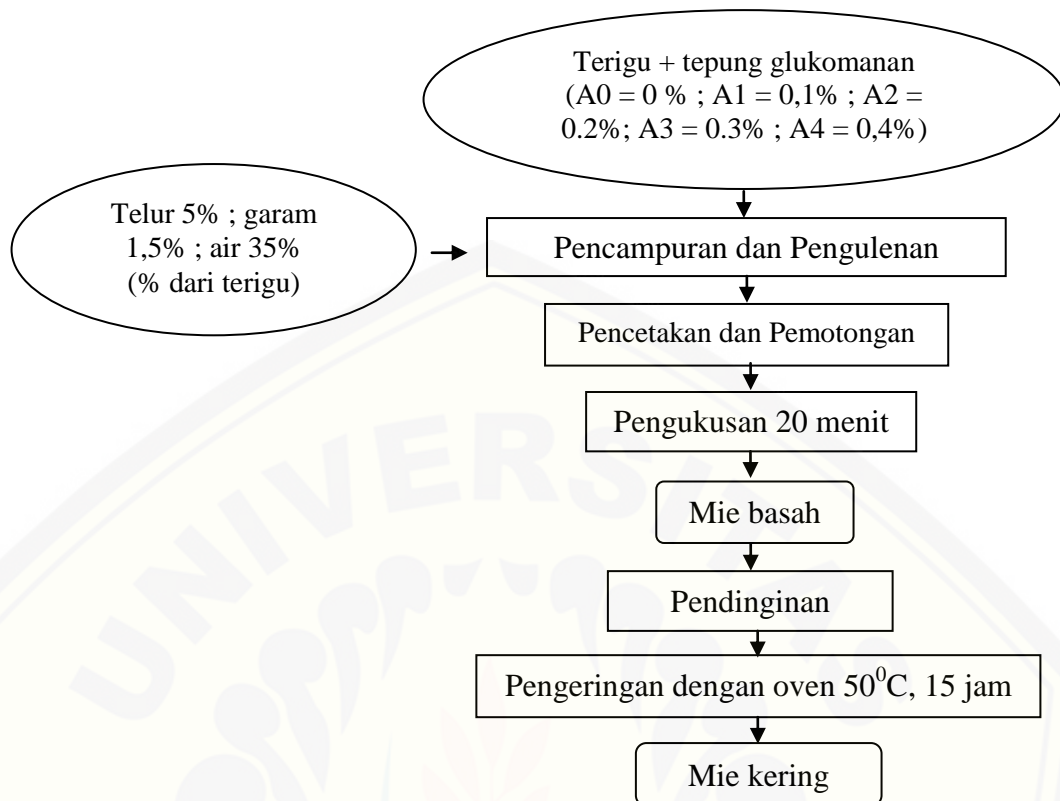 Terigu + tepung glukomanan
(A0 = 0 % ; A1 = 0,1% ; A2 =
0.2%; A3 = 0.3% ; A4 = 0,4%)
Telur 5% ; garam
1,5% ; air 35%
(% dari terigu)
Pencampuran dan Pengulenan
Pencetakan dan Pemotongan
Pengukusan 20 menit
Mie basah
Pendinginan
Pengeringan dengan oven 50⁰C, 15 jam
Mie kering
UNIVERSITAS